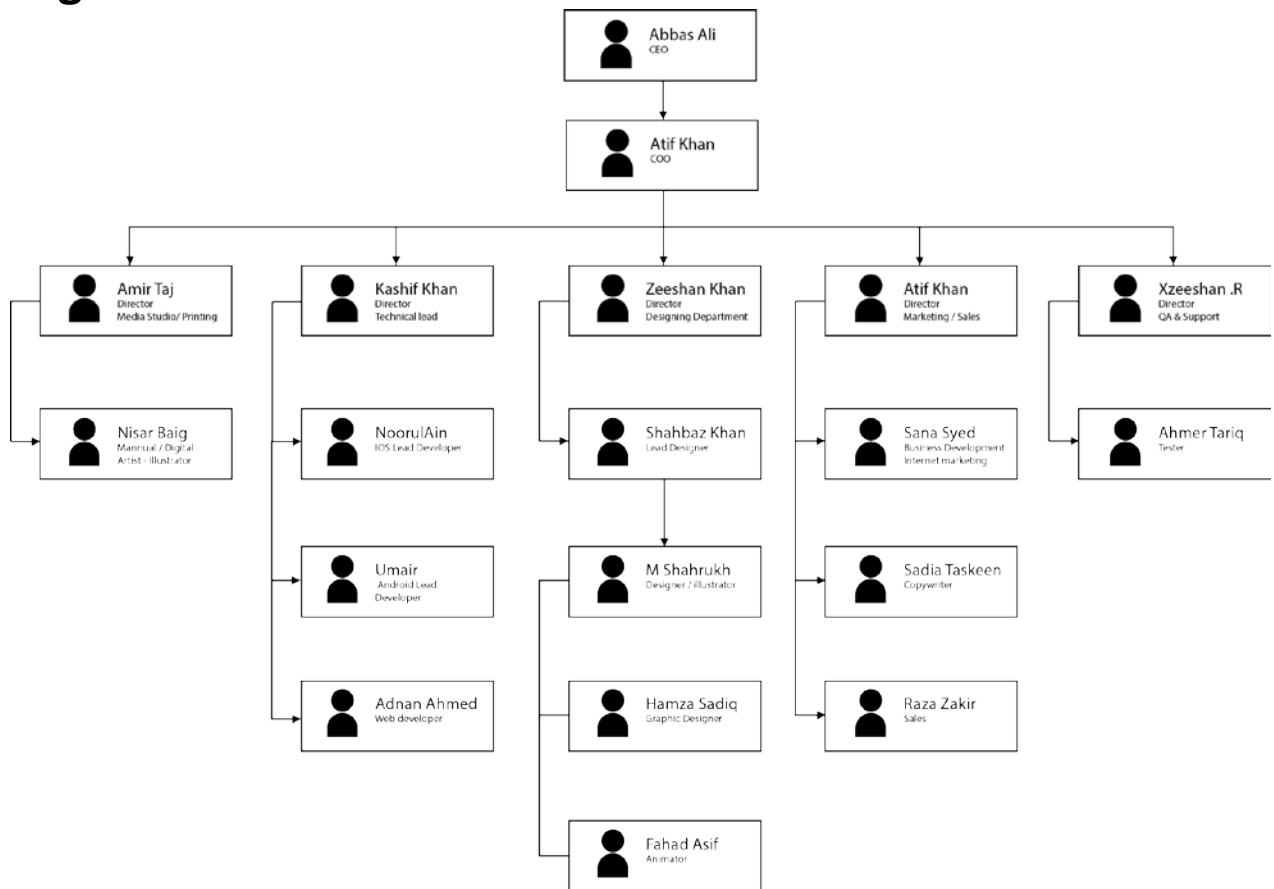 Abbas Ali
CEO
Atif Khan
COO
Amir Taj
Director
Media Studio/ Printing
Kashif Khan
Director
Technical lead
Zeeshan Khan
Director
Designing Department
Atif Khan
Director
Marketing / Sales
Xzeeshan .R
Director
QA & Support
Nisar Baig
Mannual / Digital
Artist - Illustrator
NoorulAin
IOS Lead Developer
Shahbaz Khan
Lead Designer
Sana Syed
Business Development
Internet marketing
Ahmer Tariq
Tester
Umair
Android Lead
Developer
M Shahrukh
Designer / illustrator
Sadia Taskeen
Copywriter
Adnan Ahmed
Web developer
Hamza Sadiq
Graphic Designer
Raza Zakir
Sales
Fahad Asif
Animator